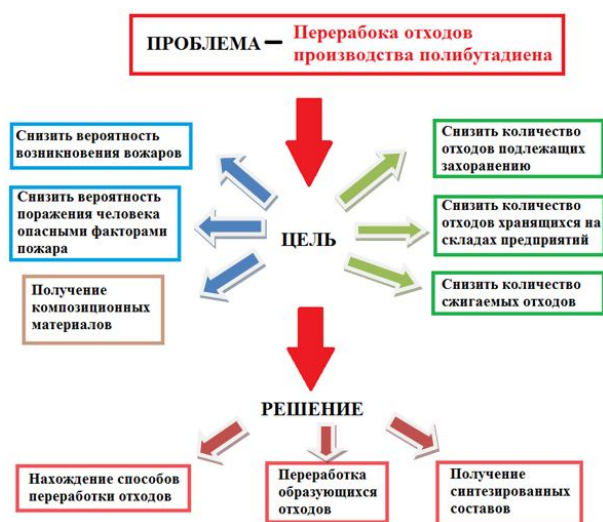 ПРОБЛЕМА – Перерабока отходов
производства полибутадиена
Снизить вероятность
возникновения вожаров
Снизить вероятность
поражения человека
опасными факторами
пожара
Получение
композиционных
материалов
ЦЕЛЬ
Снизить количество
отходов подлежащих
захоранению
Снизить количество
отходов хранящихся на
складах предприятий
Снизить количество
сжигаемых отходов
РЕШЕНИЕ
Нахождение способов
переработки отходов
Переработка
образующихся
отходов
Получение
синтезированных
составов